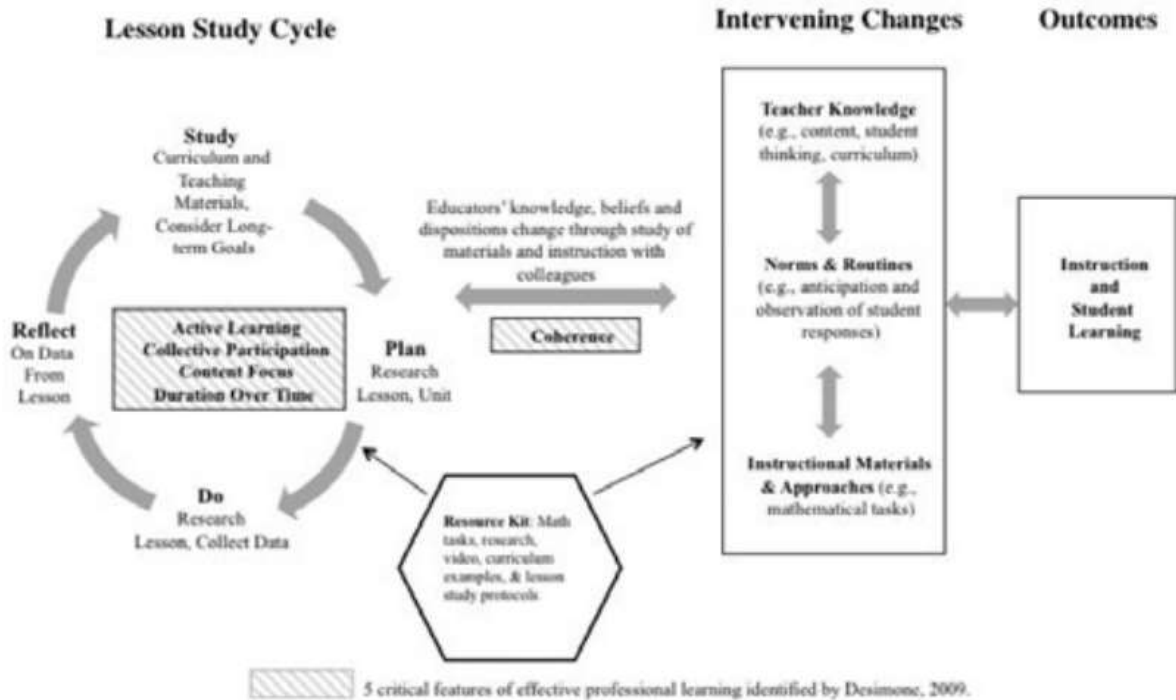 Lesson Study Cycle
Intervening Changes
Outcomes
Study
Curriculum and
Teaching
Materials,
Consider Long-
term Goals
Reflect
On Data
From
Lesson
Active Learning
Collective Participation
Content Focus
Duration Over Time
Plan
Research
Lesson, Unit
Do
Research
Lesson, Collect Data
Educators' knowledge, beliefs and
dispositions change through study of
materials and instruction with
colleagues
Coherence
Resource Kit: Math
tasks, research,
video, curriculum
examples, & lesson
study protocols
Teacher Knowledge
(e.g., content, student
thinking, curriculum)
Norms & Routines
(e.g., anticipation and
observation of student
responses)
Instructional Materials
& Approaches (e.g.,
mathematical tasks)
Instruction
and
Student
Learning
5 critical features of effective professional learning identified by Desimone, 2009.